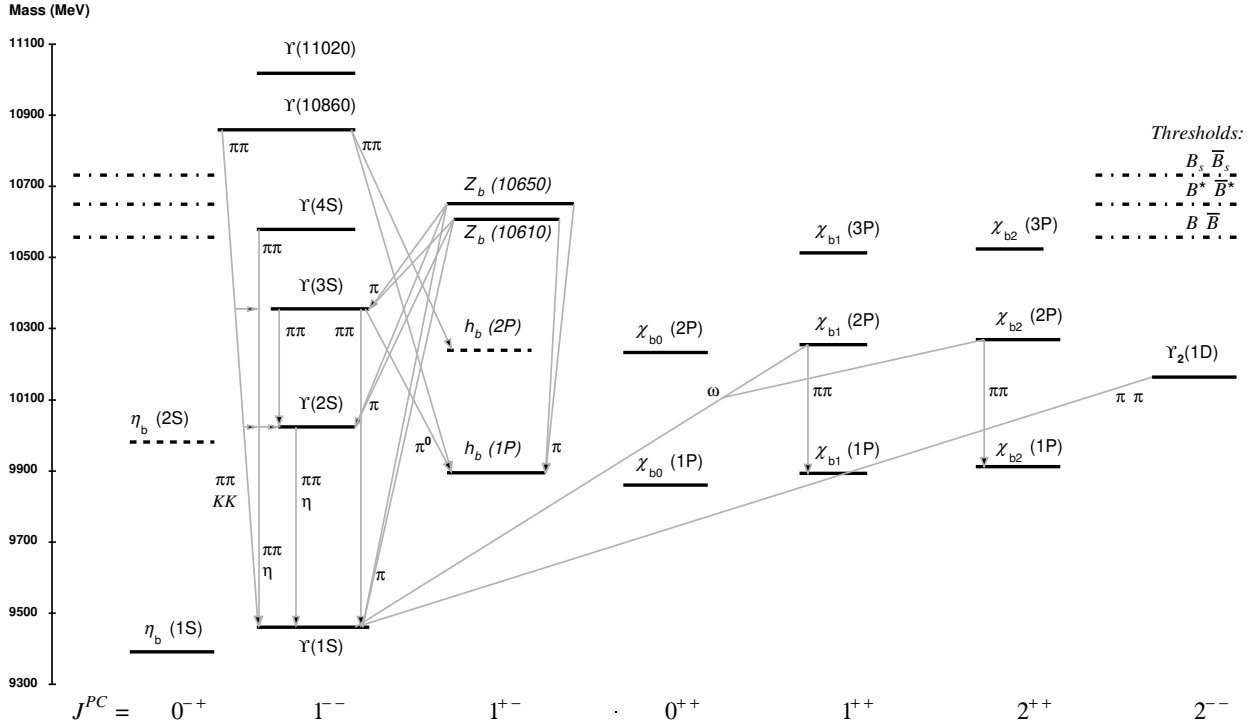 Mass (MeV)
11100
10900
10700
10500
10300
10100
9900
9700
9500
9300
ϒ(11020)
ϒ(10860)
ππ
ππ
Thresholds:
B_s B̅_s
B* B̅*
B B̅
Z_b (10650)
Z_b (10610)
ϒ(4S)
ππ
χ_b1 (3P)
χ_b2 (3P)
ϒ(3S)
π
ππ
ππ
h_b (2P)
χ_b0 (2P)
χ_b1 (2P)
χ_b2 (2P)
ϒ_2(1D)
ω
ππ
ππ
π π
η_b (2S)
ϒ(2S)
π
π⁰
h_b (1P)
π
χ_b0 (1P)
χ_b1 (1P)
χ_b2 (1P)
ππ
KK
ππ
η
ππ
η
π
η_b (1S)
ϒ(1S)
J^{PC} = 0^{-+} 1^{--} 1^{+-} · 0^{++} 1^{++} 2^{++} 2^{--}